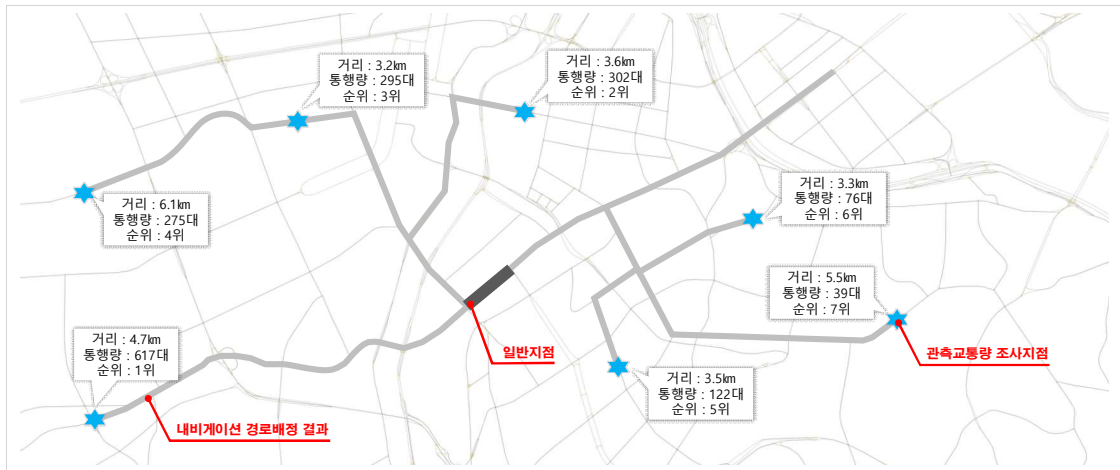 거리 : 3.2km
통행량 : 295대
순위 : 3위
거리 : 3.6km
통행량 : 302대
순위 : 2위
거리 : 6.1km
통행량 : 275대
순위 : 4위
거리 : 3.3km
통행량 : 76대
순위 : 6위
거리 : 5.5km
통행량 : 39대
순위 : 7위
거리 : 4.7km
통행량 : 617대
순위 : 1위
일반지점
관측교통량 조사지점
거리 : 3.5km
통행량 : 122대
순위 : 5위
내비게이션 경로배정 결과